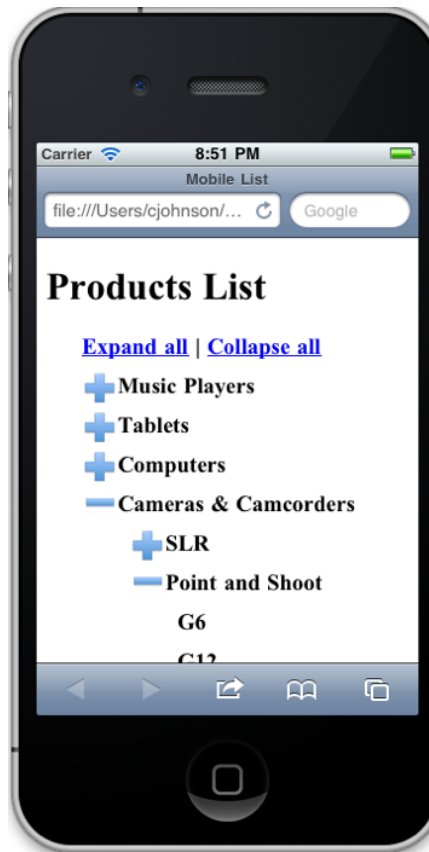 Carrier 8:51 PM
Mobile List
file:///Users/cjohnson/... Google
Products List
Expand all | Collapse all
Music Players
Tablets
Computers
Cameras & Camcorders
SLR
Point and Shoot
G6
G12